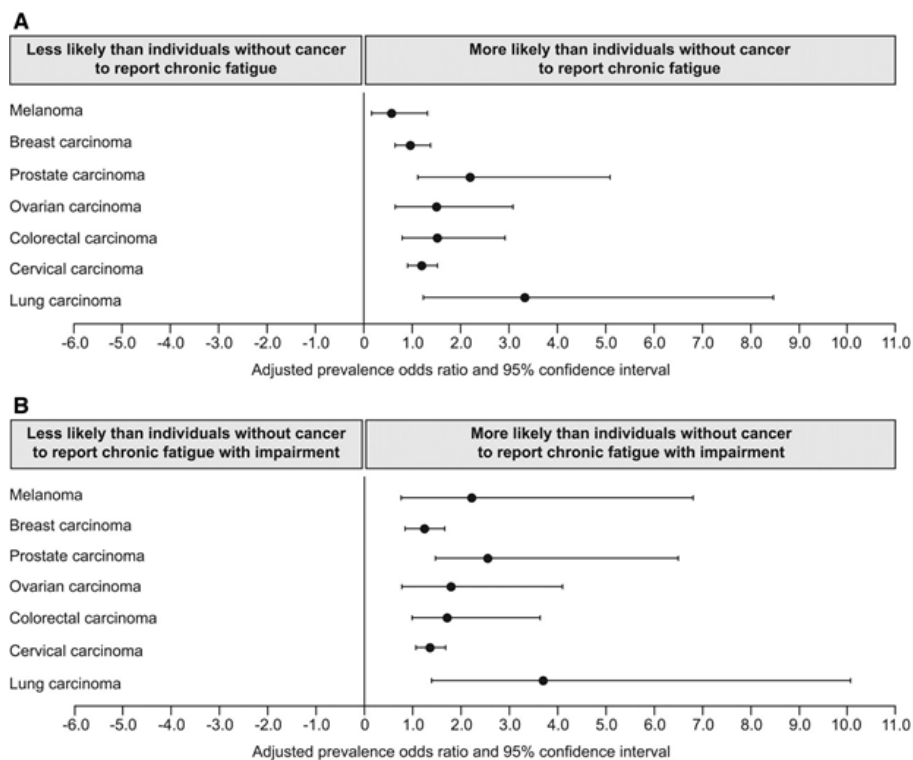 A
Less likely than individuals without cancer
to report chronic fatigue
More likely than individuals without cancer
to report chronic fatigue
Melanoma
Breast carcinoma
Prostate carcinoma
Ovarian carcinoma
Colorectal carcinoma
Cervical carcinoma
Lung carcinoma
-6.0 -5.0 -4.0 -3.0 -2.0 -1.0 0 1.0 2.0 3.0 4.0 5.0 6.0 7.0 8.0 9.0 10.0 11.0
Adjusted prevalence odds ratio and 95% confidence interval
B
Less likely than individuals without cancer
to report chronic fatigue with impairment
More likely than individuals without cancer
to report chronic fatigue with impairment
Melanoma
Breast carcinoma
Prostate carcinoma
Ovarian carcinoma
Colorectal carcinoma
Cervical carcinoma
Lung carcinoma
-6.0 -5.0 -4.0 -3.0 -2.0 -1.0 0 1.0 2.0 3.0 4.0 5.0 6.0 7.0 8.0 9.0 10.0 11.0
Adjusted prevalence odds ratio and 95% confidence interval